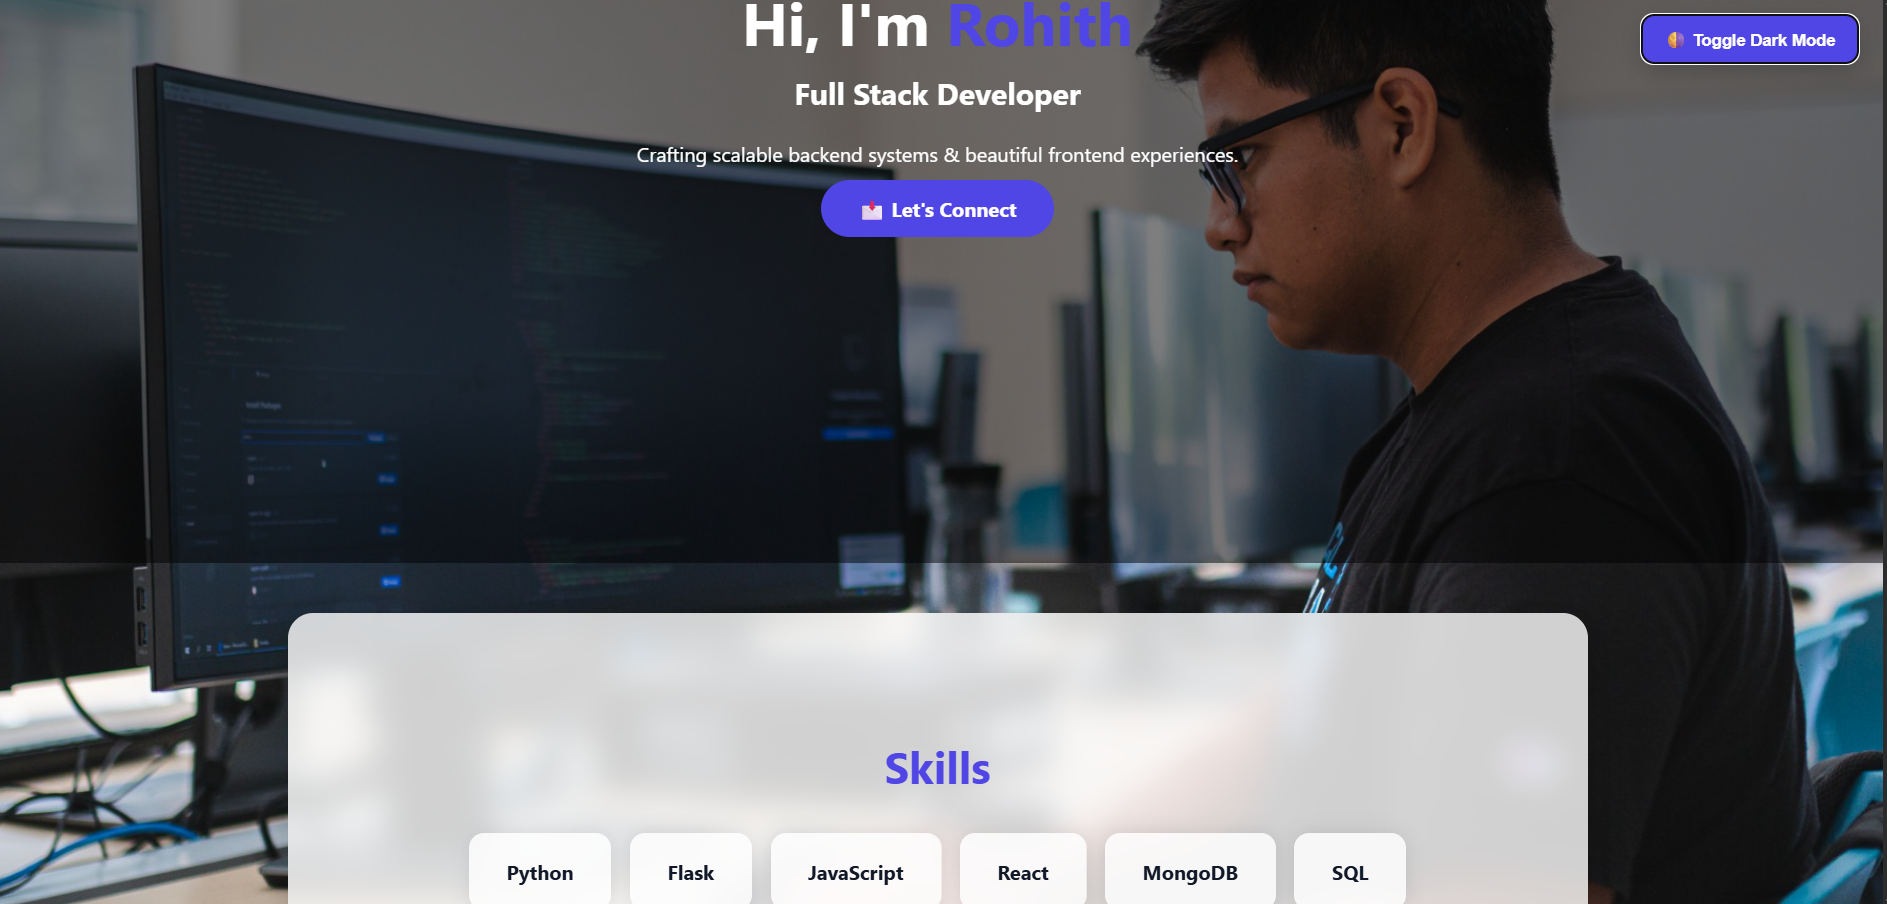 Hi, I'm Rohith
Toggle Dark Mode
Full Stack Developer
Crafting scalable backend systems & beautiful frontend experiences.
Let's Connect
Skills
Python
Flask
JavaScript
React
MongoDB
SQL